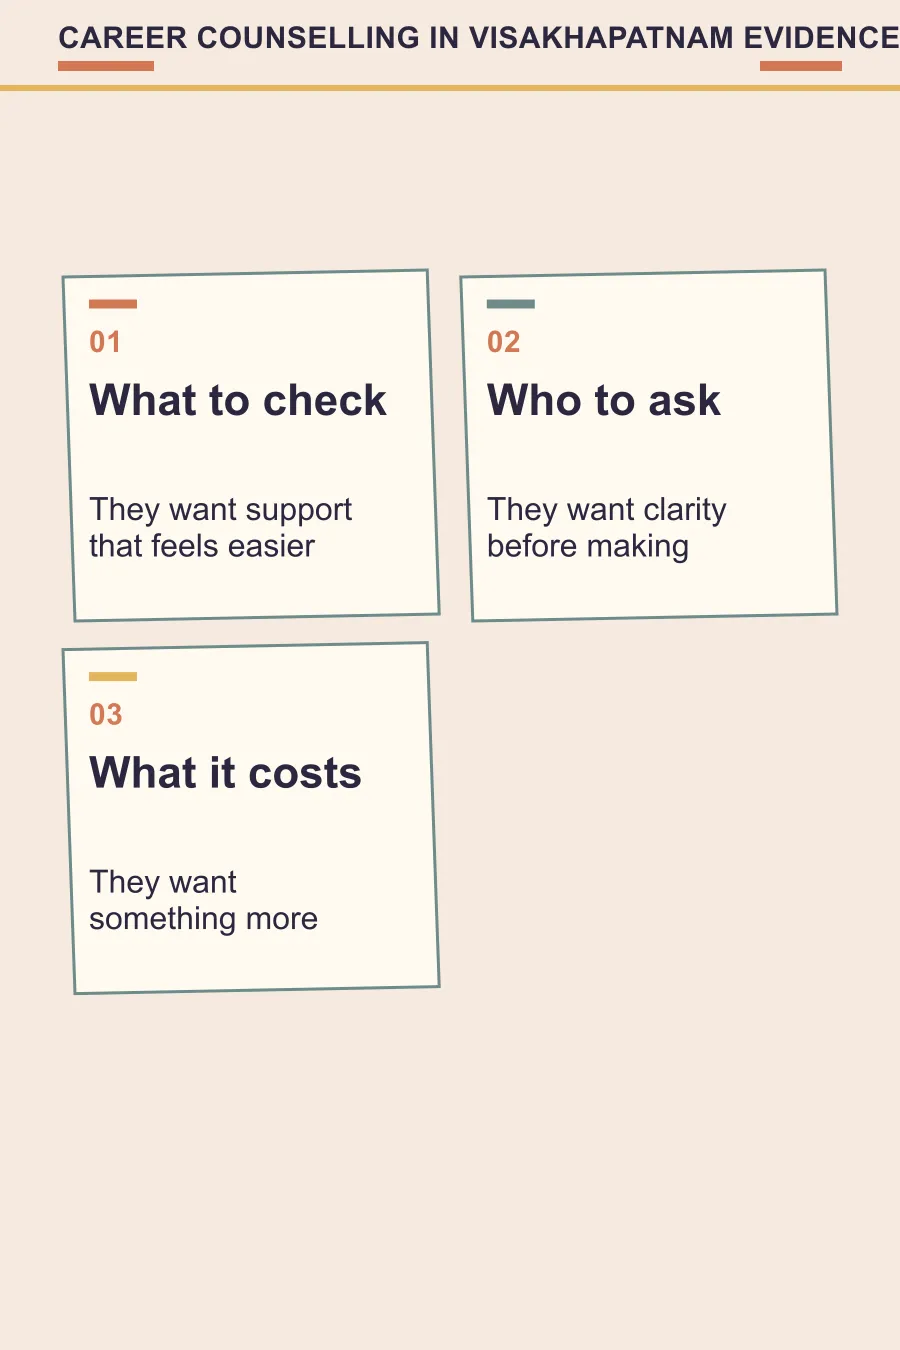 CAREER COUNSELLING IN VISAKHAPATNAM EVIDENCE
01
What to check
They want support
that feels easier
02
Who to ask
They want clarity
before making
03
What it costs
They want
something more